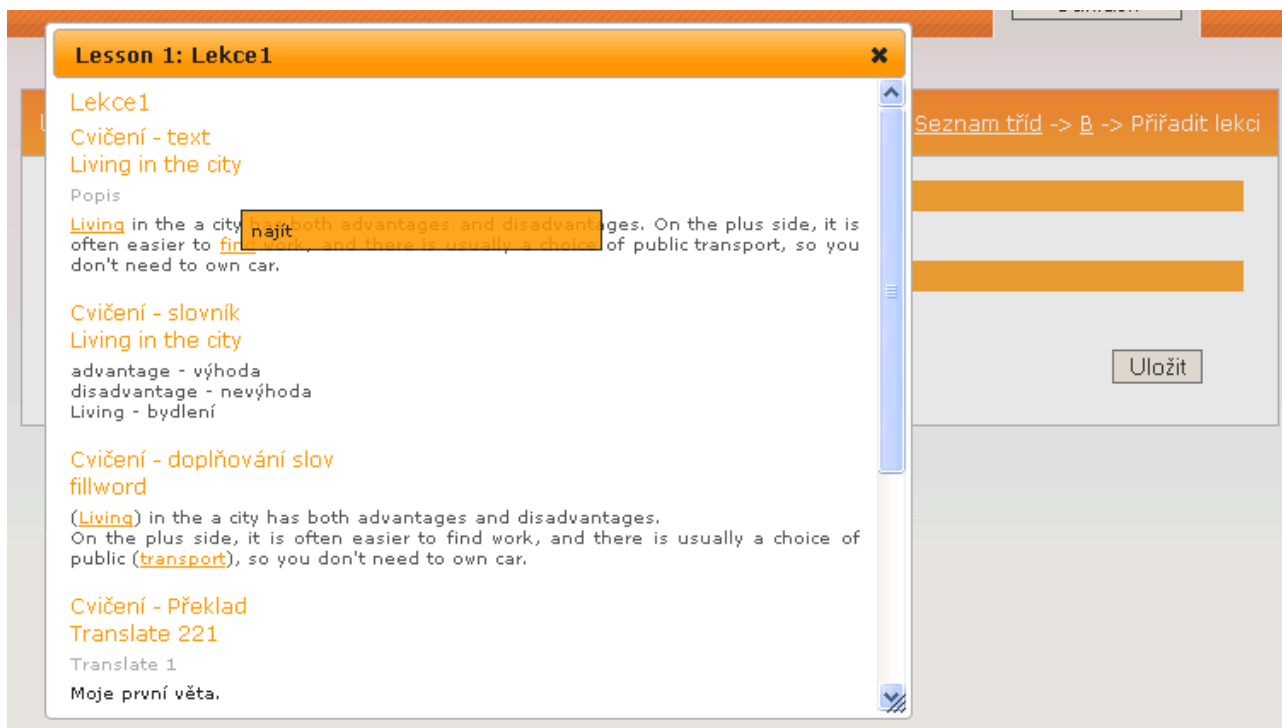 Lesson 1: Lekce1
Seznam tříd -> B -> Přiřadit lekci
Lekce1
Cvičení - text
Living in the city
Popis
Living in the a city has both advantages and disadvantages. On the plus side, it is
najít
often easier to find work, and there is usually a choice of public transport, so you
don't need to own car.
Cvičení - slovník
Living in the city
advantage - výhoda
disadvantage - nevýhoda
Living - bydlení
Uložit
Cvičení - doplňování slov
fillword
(Living) in the a city has both advantages and disadvantages.
On the plus side, it is often easier to find work, and there is usually a choice of
public (transport), so you don't need to own car.
Cvičení - Překlad
Translate 221
Translate 1
Moje první věta.